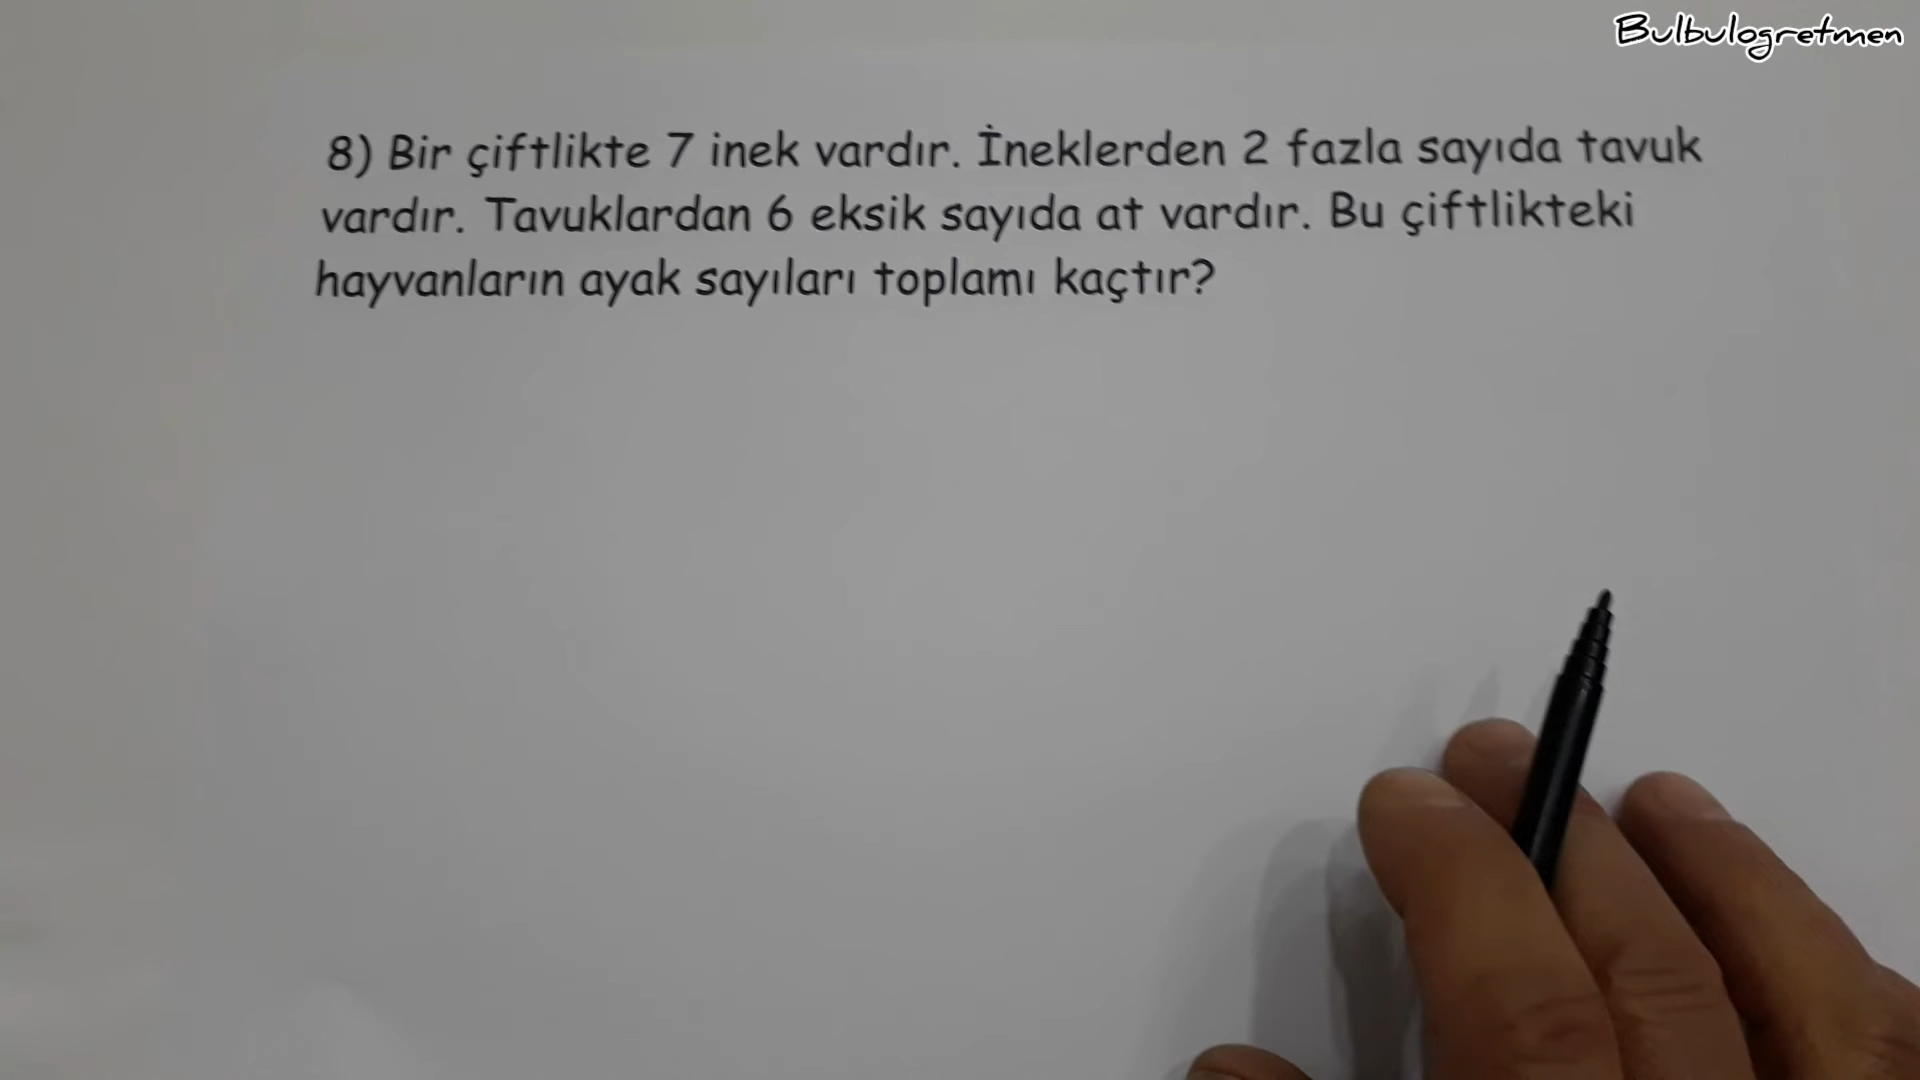 Bulbulogretmen
8) Bir çiftlikte 7 inek vardır. İneklerden 2 fazla sayıda tavuk
vardır. Tavuklardan 6 eksik sayıda at vardır. Bu çiftlikteki
hayvanların ayak sayıları toplamı kaçtır?